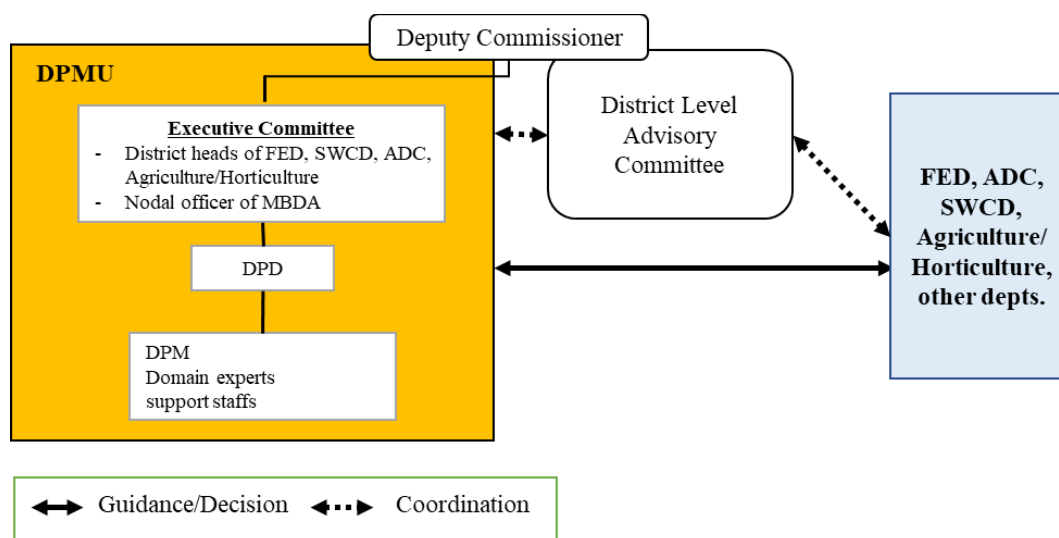 Deputy Commissioner
DPMU
Executive Committee
- District heads of FED, SWCD, ADC,
Agriculture/Horticulture
- Nodal officer of MBDA
DPD
DPM
Domain experts
support staffs
District Level
Advisory
Committee
FED, ADC,
SWCD,
Agriculture/
Horticulture,
other depts.
Guidance/Decision
Coordination